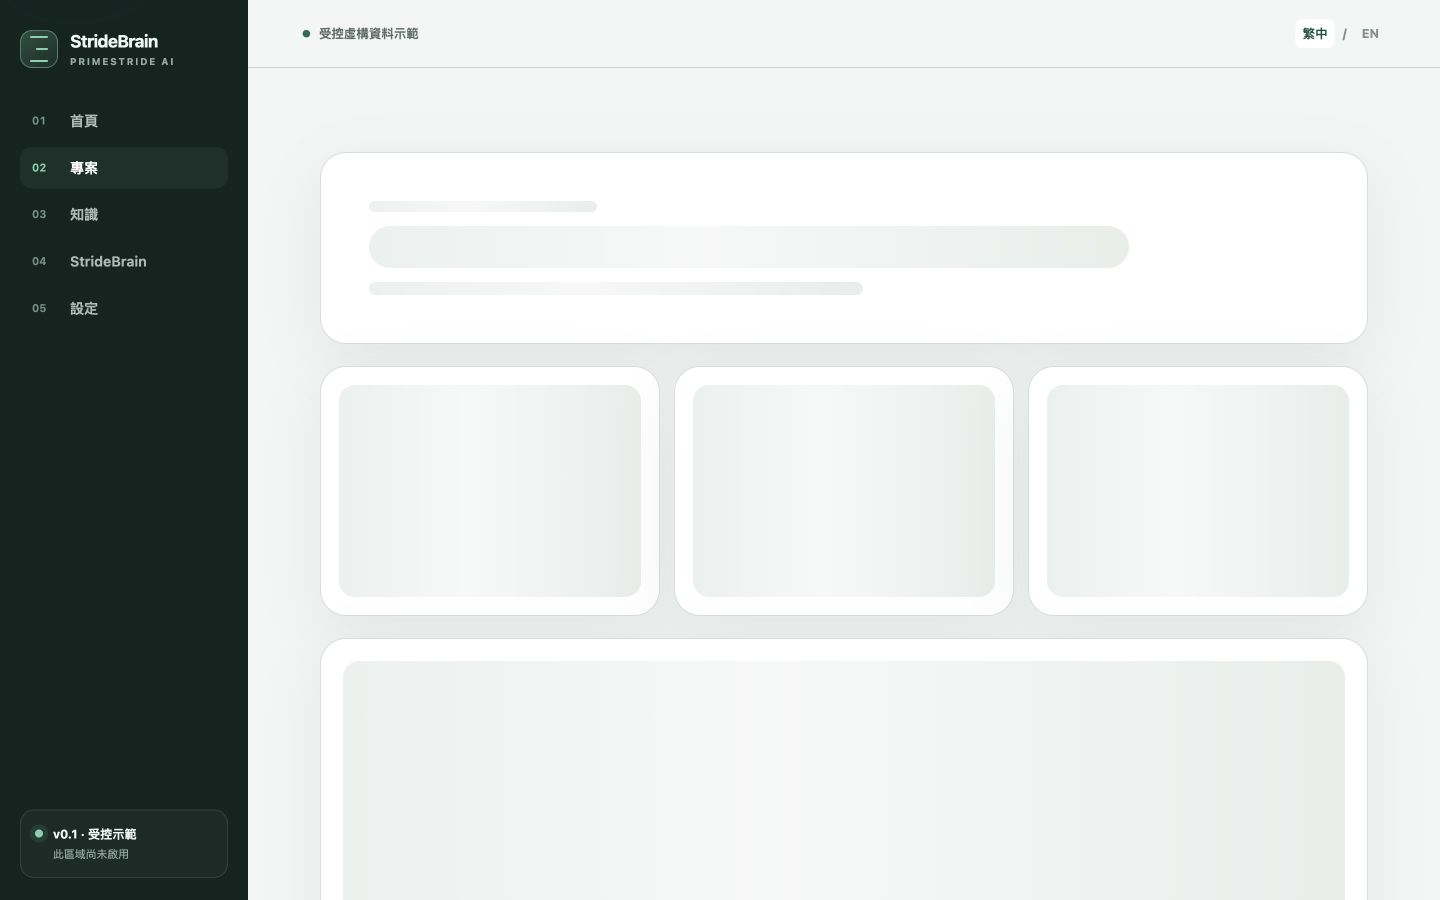 StrideBrain
PRIMESTRIDE AI
01 首頁
02 專案
03 知識
04 StrideBrain
05 設定
v0.1 · 受控示範
此區域尚未啟用
受控虛構資料示範
繁中 / EN